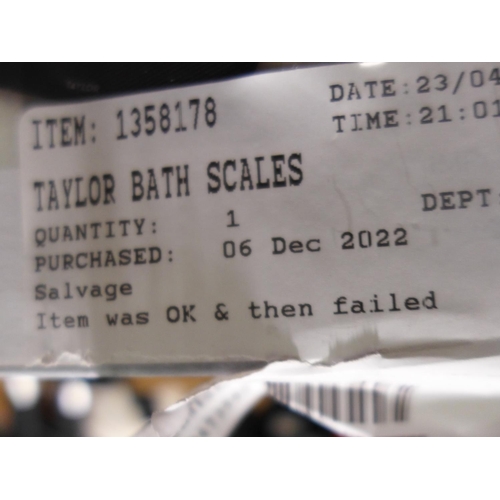 DATE:23/04
ITEM: 1358178
TIME:21:01
TAYLOR BATH SCALES
DEPT
QUANTITY: 1
PURCHASED: 06 Dec 2022
Salvage
Item was OK & then failed